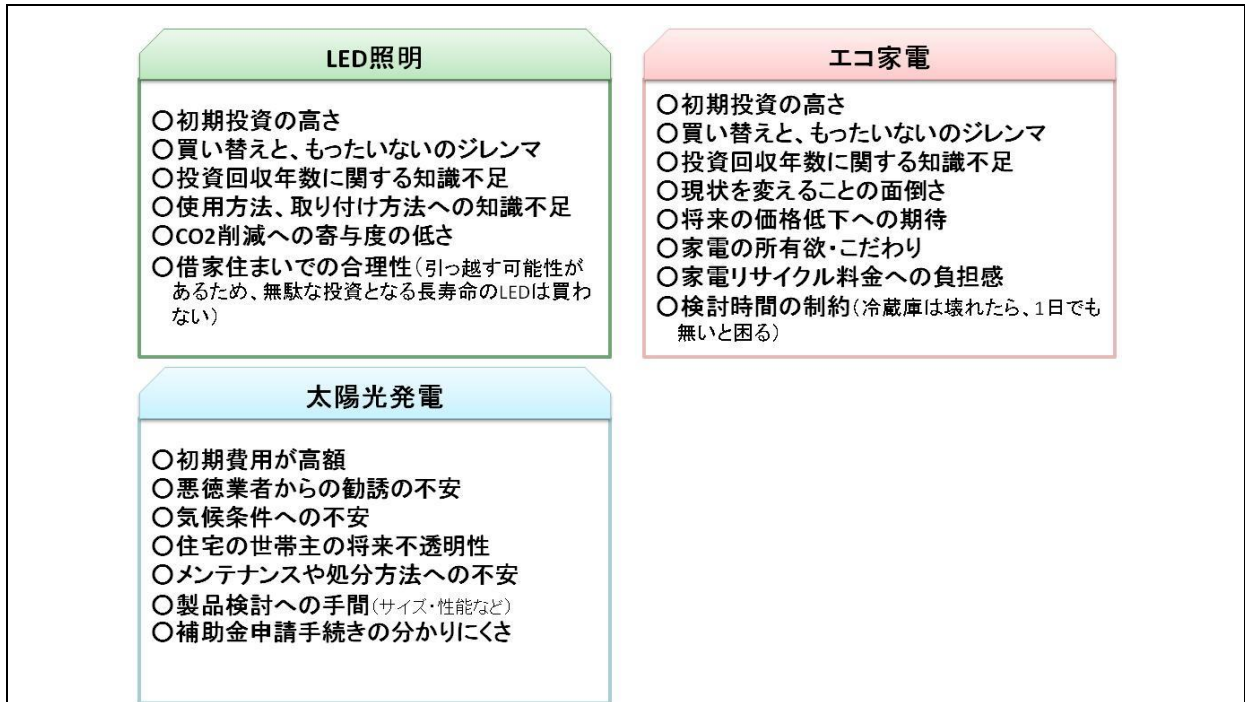 LED照明
○初期投資の高さ
○買い替えと、もったいないのジレンマ
○投資回収年数に関する知識不足
○使用方法、取り付け方法への知識不足
○CO2削減への寄与度の低さ
○借家住まいでの合理性(引っ越す可能性が
あるため、無駄な投資となる長寿命のLEDは買わ
ない)
エコ家電
○初期投資の高さ
○買い替えと、もったいないのジレンマ
○投資回収年数に関する知識不足
○現状を変えることの面倒さ
○将来の価格低下への期待
○家電の所有欲・こだわり
○家電リサイクル料金への負担感
○検討時間の制約(冷蔵庫は壊れたら、1日でも
無いと困る)
太陽光発電
○初期費用が高額
○悪徳業者からの勧誘の不安
○気候条件への不安
○住宅の世帯主の将来不透明性
○メンテナンスや処分方法への不安
○製品検討への手間(サイズ・性能など)
○補助金申請手続きの分かりにくさ